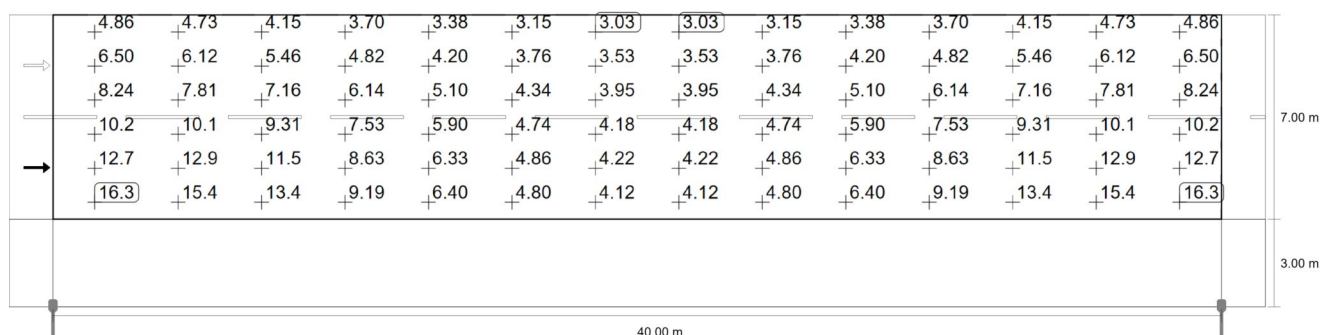 4.86 4.73 4.15 3.70 3.38 3.15 3.03 3.03 3.15 3.38 3.70 4.15 4.73 4.86
6.50 6.12 5.46 4.82 4.20 3.76 3.53 3.53 3.76 4.20 4.82 5.46 6.12 6.50
8.24 7.81 7.16 6.14 5.10 4.34 3.95 3.95 4.34 5.10 6.14 7.16 7.81 8.24
10.2 10.1 9.31 7.53 5.90 4.74 4.18 4.18 4.74 5.90 7.53 9.31 10.1 10.2
7.00 m
12.7 12.9 11.5 8.63 6.33 4.86 4.22 4.22 4.86 6.33 8.63 11.5 12.9 12.7
16.3 15.4 13.4 9.19 6.40 4.80 4.12 4.12 4.80 6.40 9.19 13.4 15.4 16.3
3.00 m
40.00 m